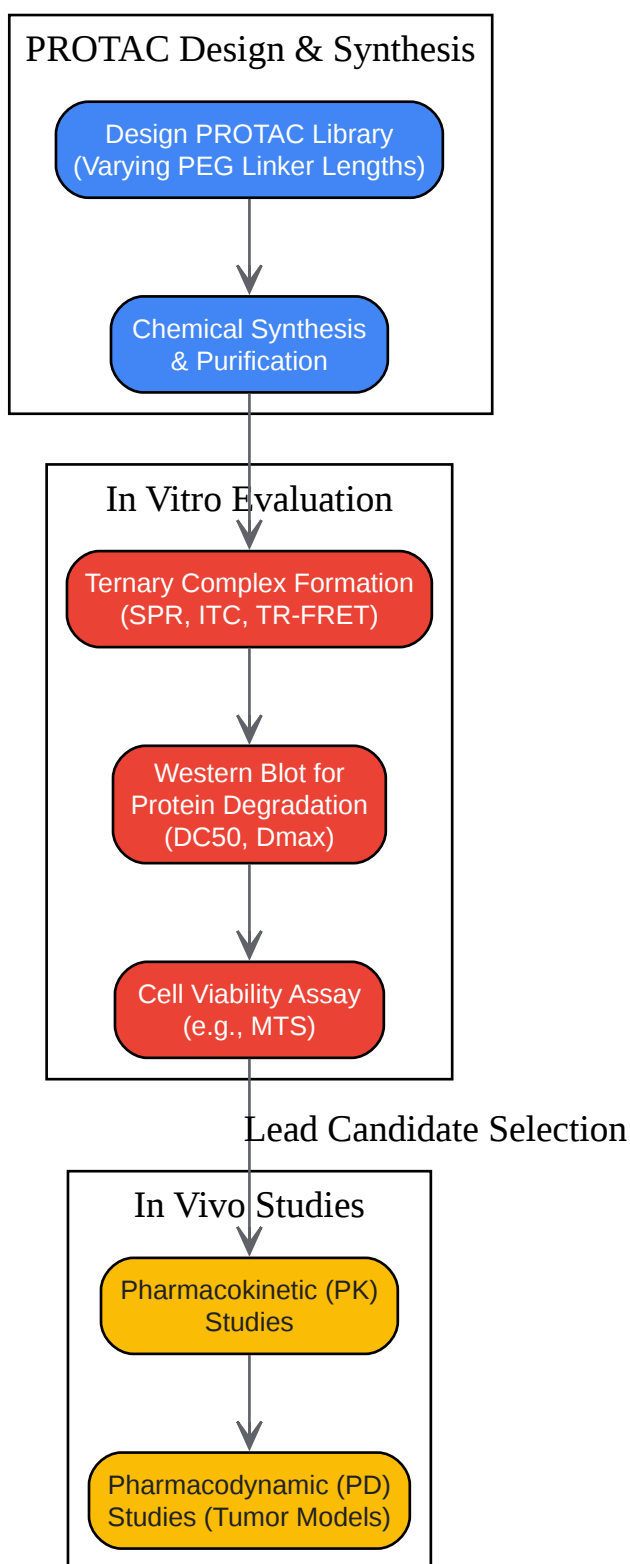 PROTAC Design & Synthesis
Design PROTAC Library
(Varying PEG Linker Lengths)
Chemical Synthesis
& Purification
In Vitro Evaluation
Ternary Complex Formation
(SPR, ITC, TR-FRET)
Western Blot for
Protein Degradation
(DC50, Dmax)
Cell Viability Assay
(e.g., MTS)
Lead Candidate Selection
In Vivo Studies
Pharmacokinetic (PK)
Studies
Pharmacodynamic (PD)
Studies (Tumor Models)